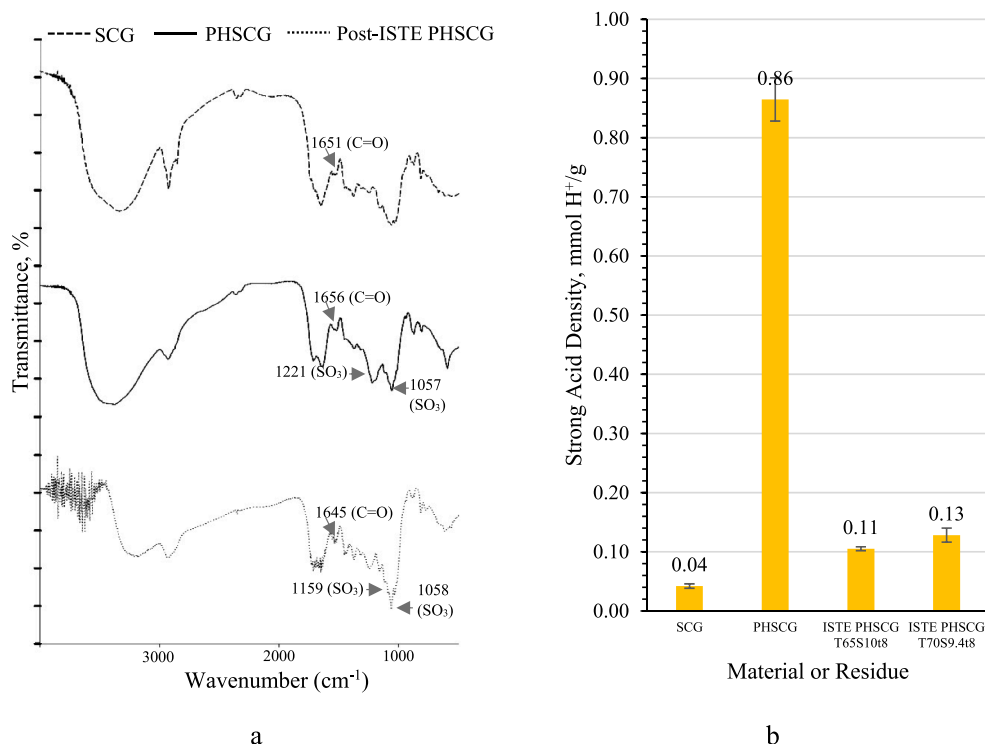 SCG PHSCG Post-ISTE PHSCG
Transmittance, %
1651 (C=O)
1656 (C=O)
1221 (SO₃)
1057
(SO₃)
1645 (C=O)
1159 (SO₃)
1058
(SO₃)
3000 2000 1000
Wavenumber (cm⁻¹)
a
Strong Acid Density, mmol H⁺/g
1.00
0.90
0.80
0.70
0.60
0.50
0.40
0.30
0.20
0.10
0.00
0.04
0.86
0.11
0.13
SCG PHSCG ISTE PHSCG ISTE PHSCG
T65S10t8 T70S9.4t8
Material or Residue
b